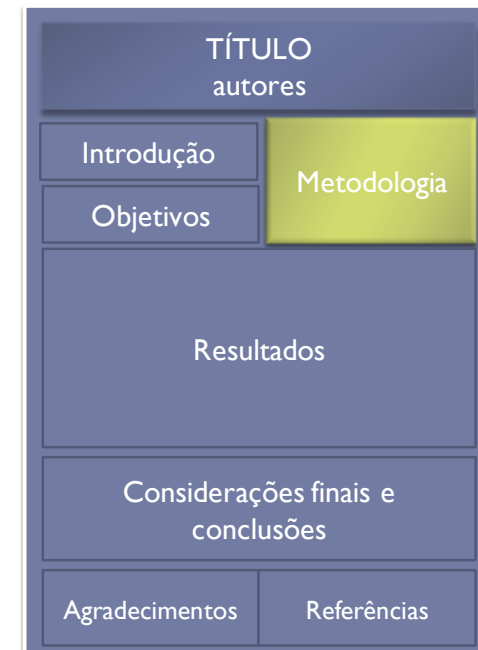 TÍTULO
autores
Introdução
Metodologia
Objetivos
Resultados
Considerações finais e
conclusões
Agradecimentos
Referências